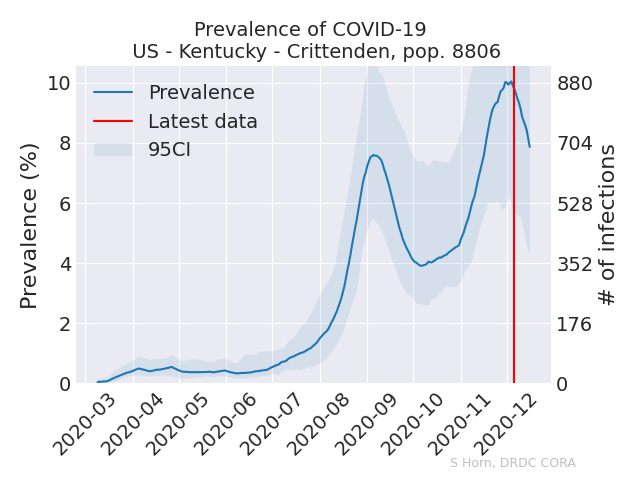 Prevalence of COVID-19
US - Kentucky - Crittenden, pop. 8806
Prevalence
Latest data
95CI
Prevalence (%)
10
8
6
4
2
0
880
704
528
352
176
0
# of infections
2020-03
2020-04
2020-05
2020-06
2020-07
2020-08
2020-09
2020-10
2020-11
2020-12
S Horn, DRDC CORA